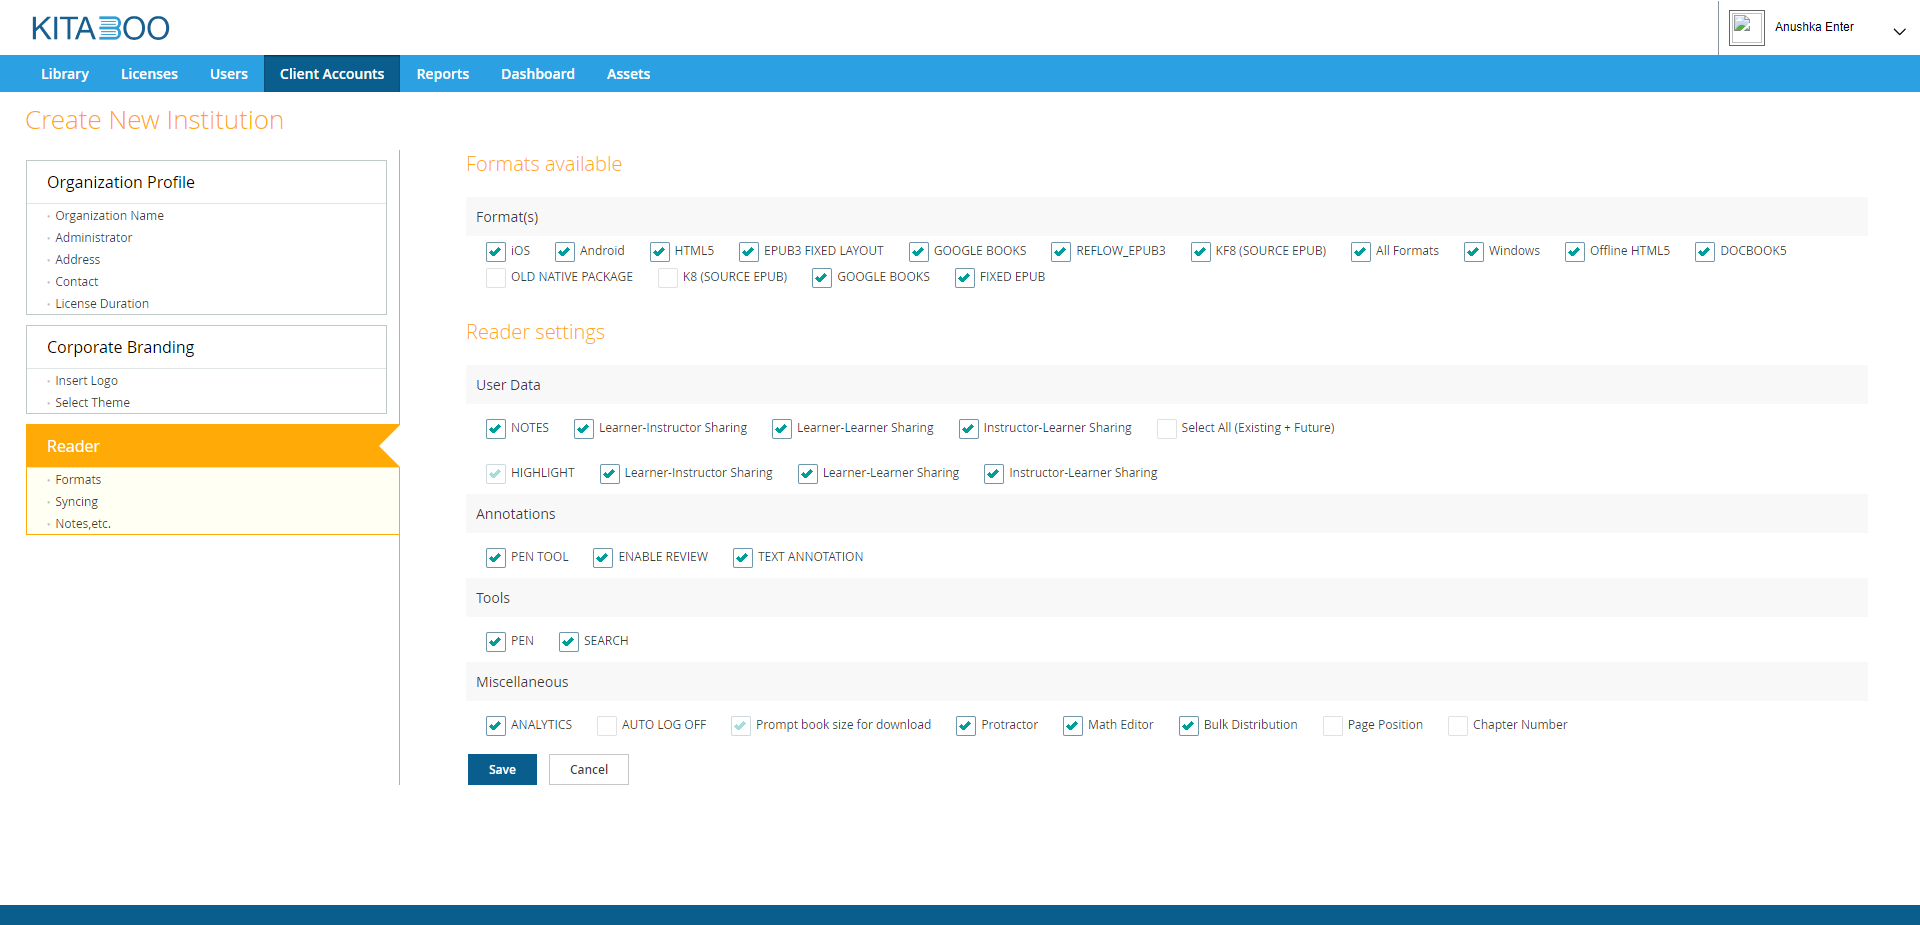 KITABOO
Anushka Enter
Library Licenses Users Client Accounts Reports Dashboard Assets
Create New Institution
Organization Profile
Organization Name
Administrator
Address
Contact
License Duration
Corporate Branding
Insert Logo
Select Theme
Reader
Formats
Syncing
Notes,etc.
Formats available
Format(s)
iOS Android HTML5 EPUB3 FIXED LAYOUT GOOGLE BOOKS REFLOW_EPUB3 KF8 (SOURCE EPUB) All Formats Windows Offline HTML5 DOCBOOK5
OLD NATIVE PACKAGE K8 (SOURCE EPUB) GOOGLE BOOKS FIXED EPUB
Reader settings
User Data
NOTES Learner-Instructor Sharing Learner-Learner Sharing Instructor-Learner Sharing Select All (Existing + Future)
HIGHLIGHT Learner-Instructor Sharing Learner-Learner Sharing Instructor-Learner Sharing
Annotations
PEN TOOL ENABLE REVIEW TEXT ANNOTATION
Tools
PEN SEARCH
Miscellaneous
ANALYTICS AUTO LOG OFF Prompt book size for download Protractor Math Editor Bulk Distribution Page Position Chapter Number
Save Cancel